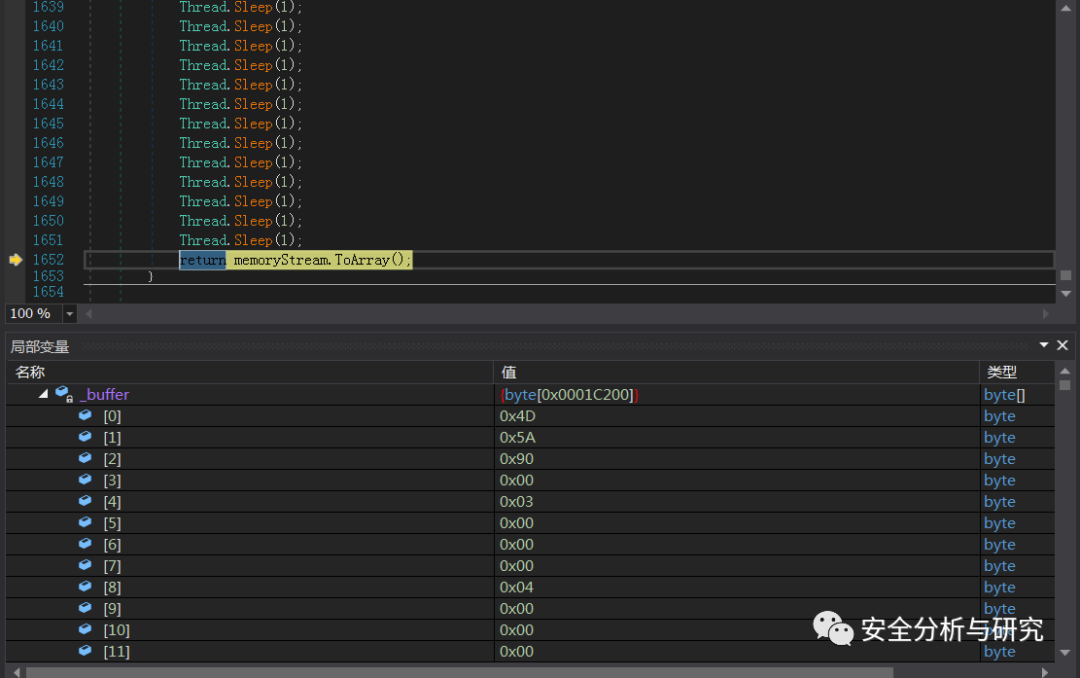 1639 Thread.Sleep(1);
1640 Thread.Sleep(1);
1641 Thread.Sleep(1);
1642 Thread.Sleep(1);
1643 Thread.Sleep(1);
1644 Thread.Sleep(1);
1645 Thread.Sleep(1);
1646 Thread.Sleep(1);
1647 Thread.Sleep(1);
1648 Thread.Sleep(1);
1649 Thread.Sleep(1);
1650 Thread.Sleep(1);
1651 Thread.Sleep(1);
1652 return memoryStream.ToArray();
1653 }
1654
100 %
局部变量
名称 值 类型
_buffer (byte[0x0001C200]) byte[]
[0] 0x4D byte
[1] 0x5A byte
[2] 0x90 byte
[3] 0x00 byte
[4] 0x03 byte
[5] 0x00 byte
[6] 0x00 byte
[7] 0x00 byte
[8] 0x04 byte
[9] 0x00 byte
[10] 0x00 byte
安全分析与研究
[11] 0x00 byte